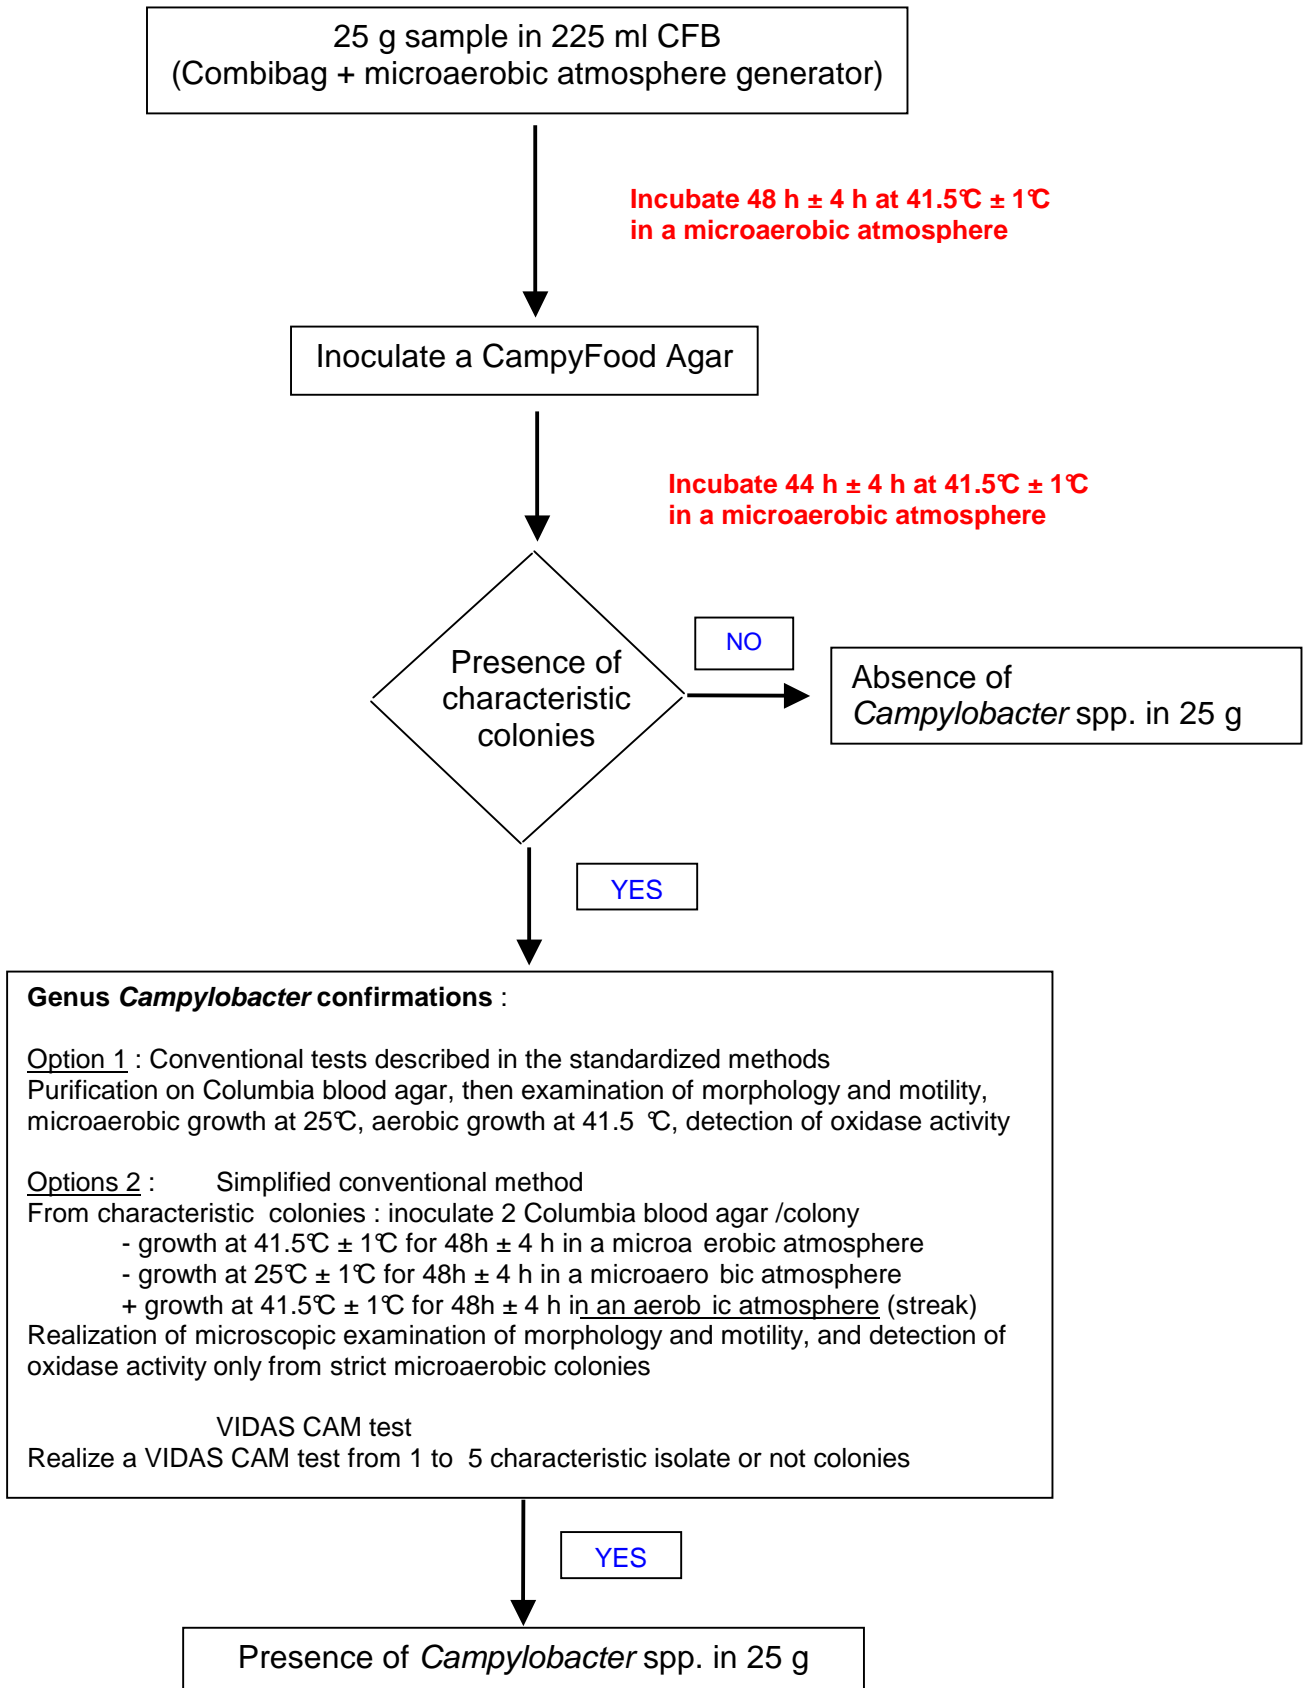 25 g sample in 225 ml CFB
(Combibag + microaerobic atmosphere generator)
Incubate 48 h ± 4 h at 41.5°C ± 1°C
in a microaerobic atmosphere
Inoculate a CampyFood Agar
Incubate 44 h ± 4 h at 41.5°C ± 1°C
in a microaerobic atmosphere
Presence of
characteristic
colonies
NO
Absence of
Campylobacter spp. in 25 g
YES
Genus Campylobacter confirmations :
Option 1 : Conventional tests described in the standardized methods
Purification on Columbia blood agar, then examination of morphology and motility,
microaerobic growth at 25°C, aerobic growth at 41.5 °C, detection of oxidase activity
Options 2 : Simplified conventional method
From characteristic colonies : inoculate 2 Columbia blood agar /colony
- growth at 41.5°C ± 1°C for 48h ± 4 h in a microa erobic atmosphere
- growth at 25°C ± 1°C for 48h ± 4 h in a microaero bic atmosphere
+ growth at 41.5°C ± 1°C for 48h ± 4 h in an aerob ic atmosphere (streak)
Realization of microscopic examination of morphology and motility, and detection of
oxidase activity only from strict microaerobic colonies
VIDAS CAM test
Realize a VIDAS CAM test from 1 to 5 characteristic isolate or not colonies
YES
Presence of Campylobacter spp. in 25 g